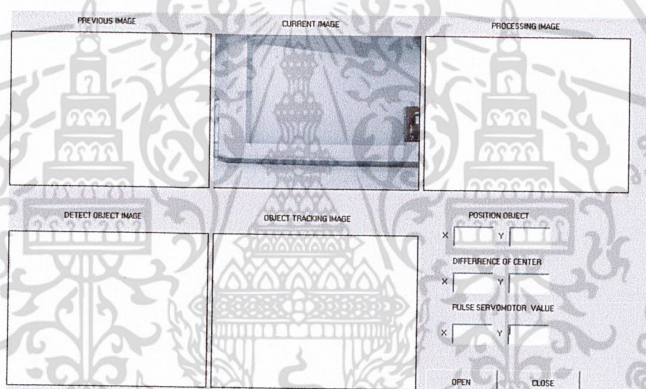 PREVIOUS IMAGE
CURRENT IMAGE
PROCESSING IMAGE
DETECT OBJECT IMAGE
OBJECT TRACKING IMAGE
POSITION OBJECT
X Y
DIFFERRENCE OF CENTER
X Y
PULSE SERVOMOTOR VALUE
X Y
OPEN CLOSE